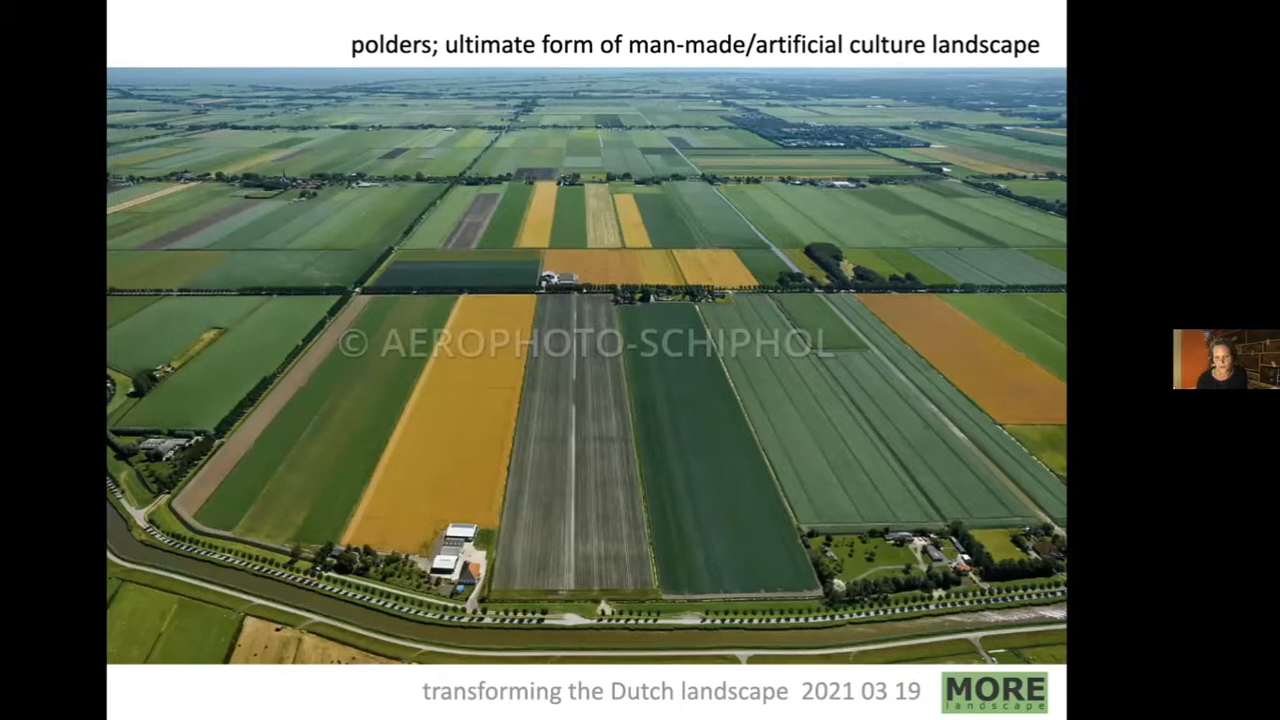 polders; ultimate form of man-made/artificial culture landscape
© AEROPHOTO-SCHIPHOL
transforming the Dutch landscape 2021 03 19
MORE
landscape